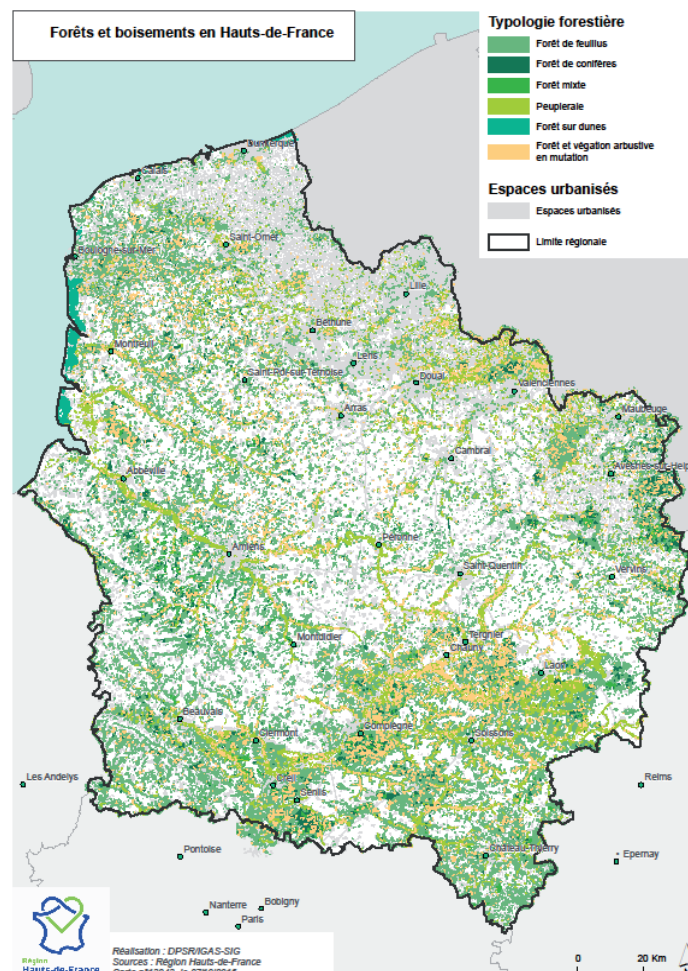 Forêts et boisements en Hauts-de-France
Typologie forestière
Forêt de feuillus
Forêt de conifères
Forêt mixte
Peupleraie
Forêt sur dunes
Forêt et végation arbustive
en mutation
Espaces urbanisés
Espaces urbanisés
Limite régionale
Dunkerque
Calais
Saint-Omer
Boulogne-sur-Mer
Lille
Béthune
Montreuil
Lens
Saint-Pol-sur-Ternoise
Douai
Valenciennes
Arras
Maubeuge
Cambrai
Avesnes-sur-Help
Abbeville
Amiens
Péronne
Saint-Quentin
Vervins
Montdidier
Tergnier
Chauny
Laon
Beauvais
Clermont
Compiègne
Soissons
Les Andelys
Creil
Reims
Senlis
Pontoise
Château-Thierry
Epernay
Nanterre
Bobigny
Paris
Région
Hauts-de-France
Réalisation : DPSR/IGAS-SIG
Sources : Région Hauts-de-France
0 20 Km